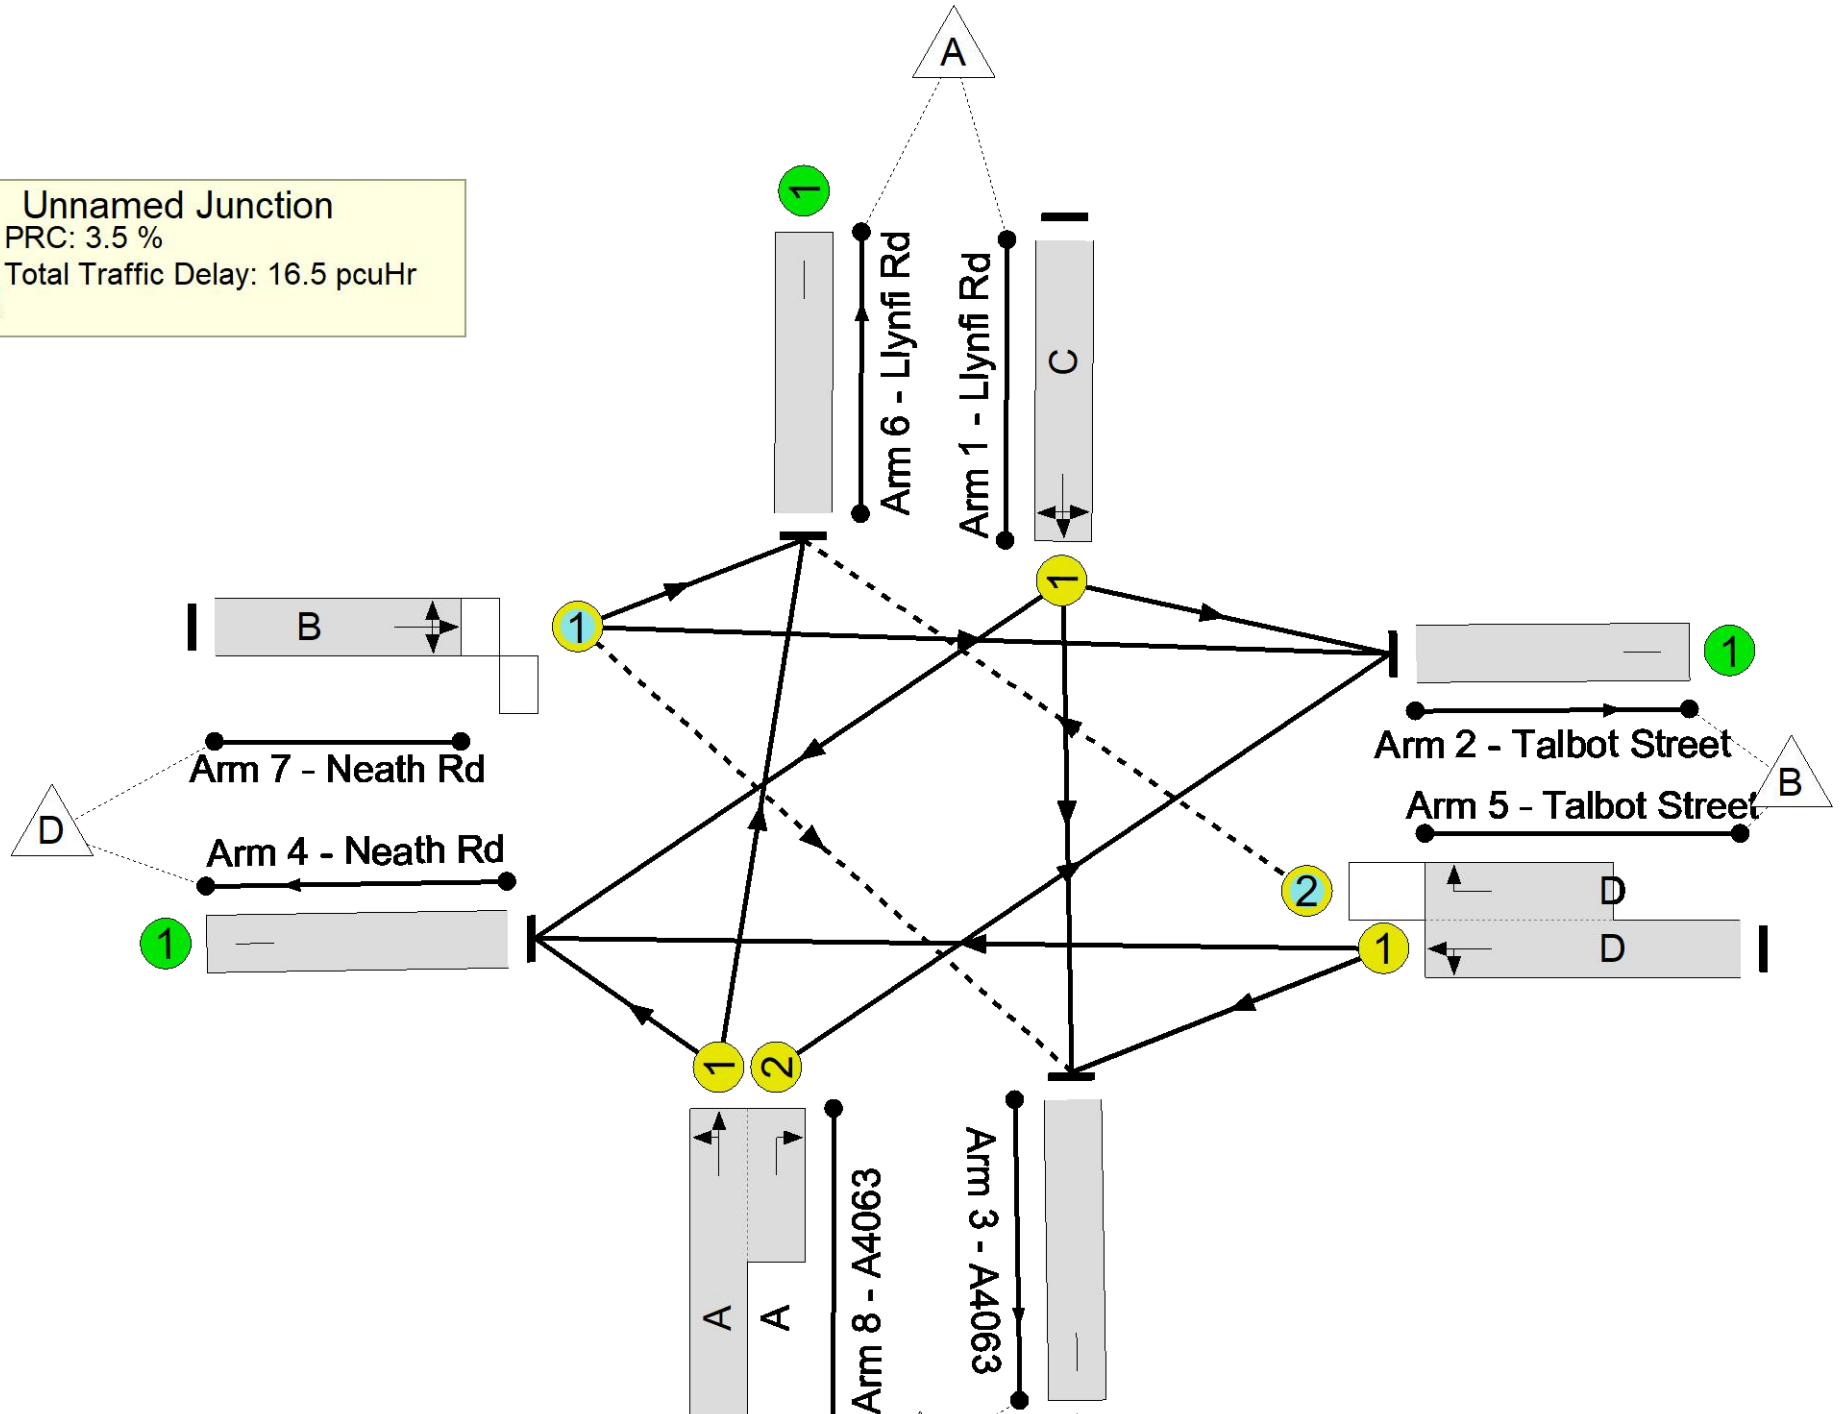 A
Unnamed Junction
PRC: 3.5 %
Total Traffic Delay: 16.5 pcuHr
1
Arm 6 - Llynfi Rd
Arm 1 - Llynfi Rd
C
1
B
1
1
Arm 7 - Neath Rd
Arm 2 - Talbot Street
B
D
Arm 4 - Neath Rd
Arm 5 - Talbot Street
1
2
D
1
D
1
2
A
A
Arm 8 - A4063
Arm 3 - A4063